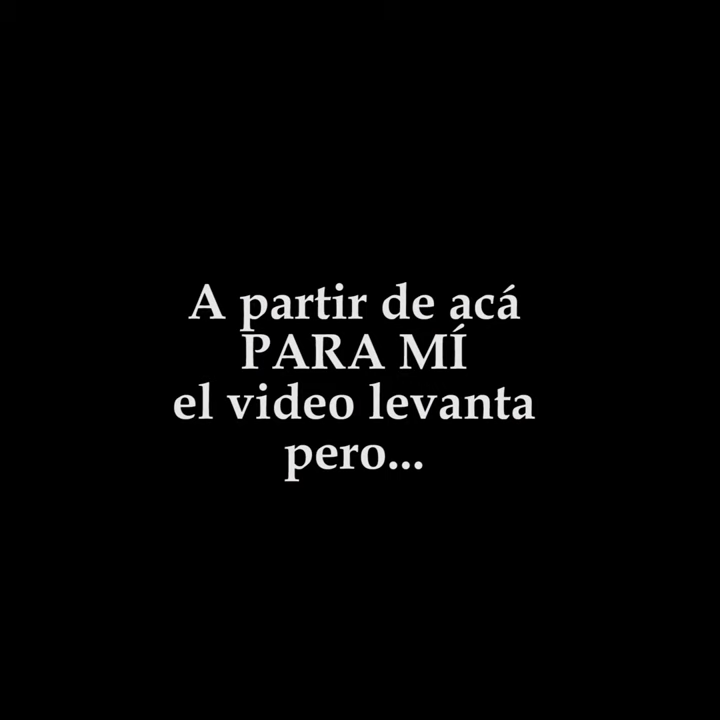 A partir de acá
PARA MÍ
el video levanta
pero...